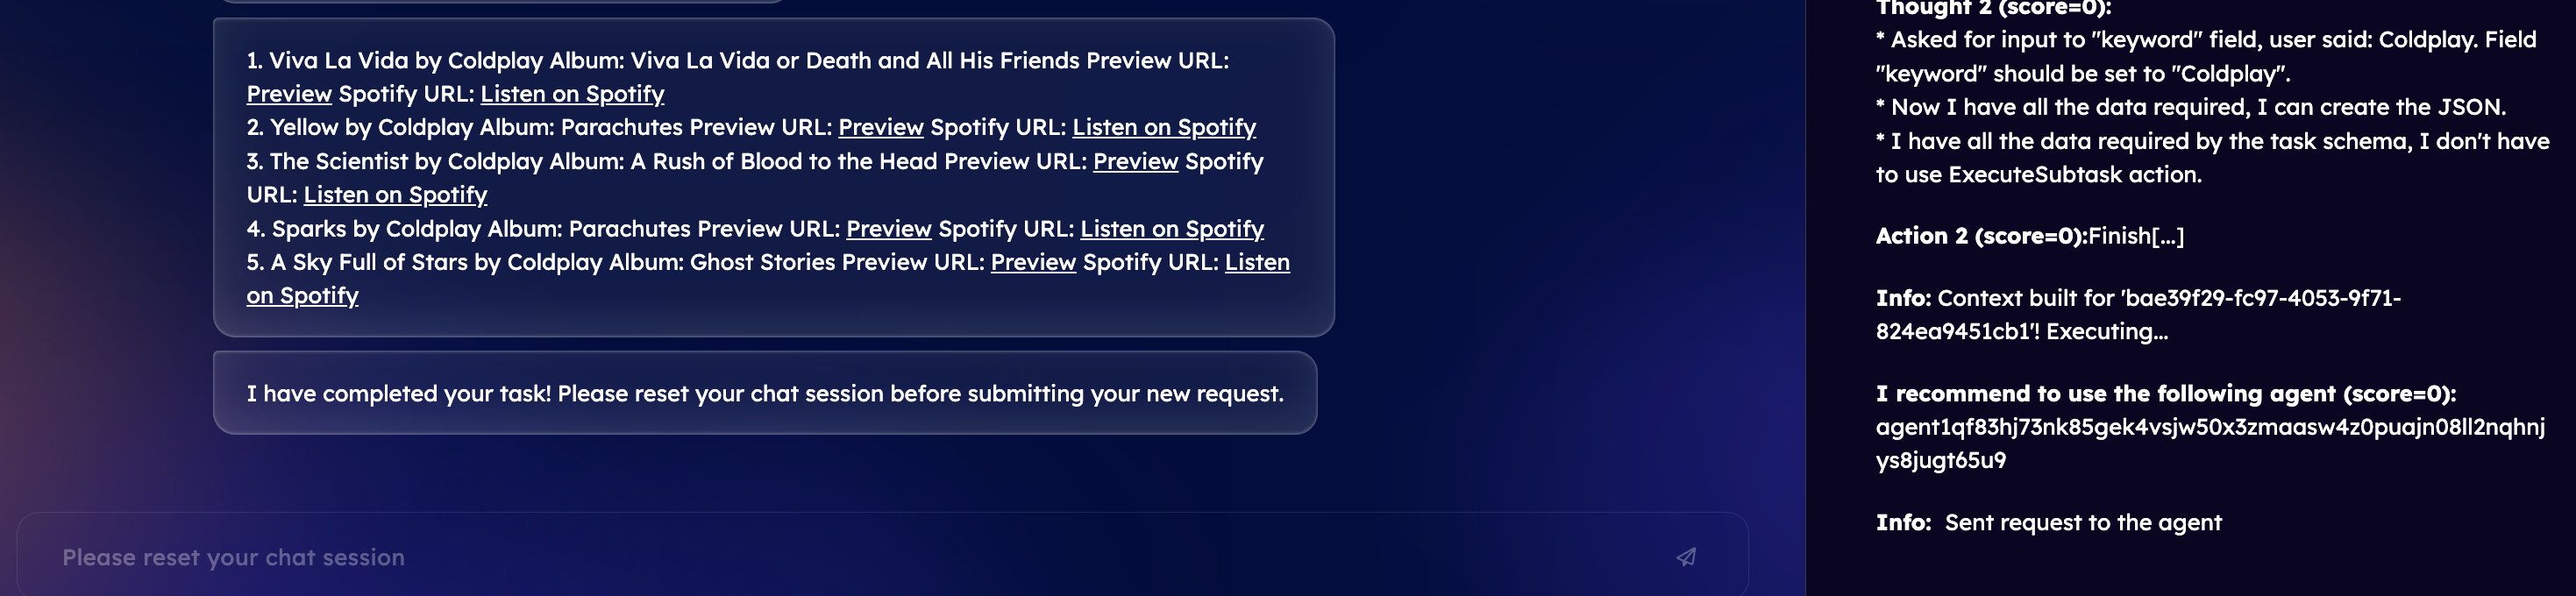 1. Viva La Vida by Coldplay Album: Viva La Vida or Death and All His Friends Preview URL:
Preview Spotify URL: Listen on Spotify
2. Yellow by Coldplay Album: Parachutes Preview URL: Preview Spotify URL: Listen on Spotify
3. The Scientist by Coldplay Album: A Rush of Blood to the Head Preview URL: Preview Spotify
URL: Listen on Spotify
4. Sparks by Coldplay Album: Parachutes Preview URL: Preview Spotify URL: Listen on Spotify
5. A Sky Full of Stars by Coldplay Album: Ghost Stories Preview URL: Preview Spotify URL: Listen
on Spotify
I have completed your task! Please reset your chat session before submitting your new request.
Please reset your chat session
Thought 2 (score=0):
* Asked for input to "keyword" field, user said: Coldplay. Field
"keyword" should be set to "Coldplay".
* Now I have all the data required, I can create the JSON.
* I have all the data required by the task schema, I don't have
to use ExecuteSubtask action.
Action 2 (score=0):Finish[...]
Info: Context built for 'bae39f29-fc97-4053-9f71-
824ea9451cb1'! Executing...
I recommend to use the following agent (score=0):
agent1qf83hj73nk85gek4vsjw50x3zmaasw4z0puajn08ll2nqhnj
ys8jugt65u9
Info: Sent request to the agent